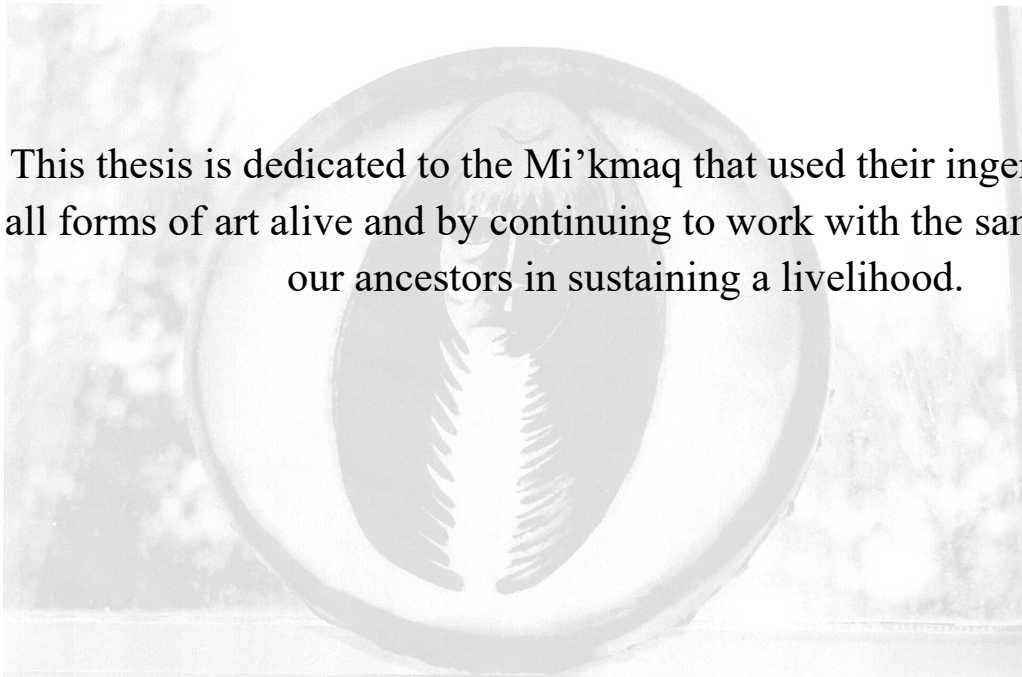 This thesis is dedicated to the Mi’kmaq that used their
all forms of art alive and by continuing to work with the
our ancestors in sustaining a livelihood.